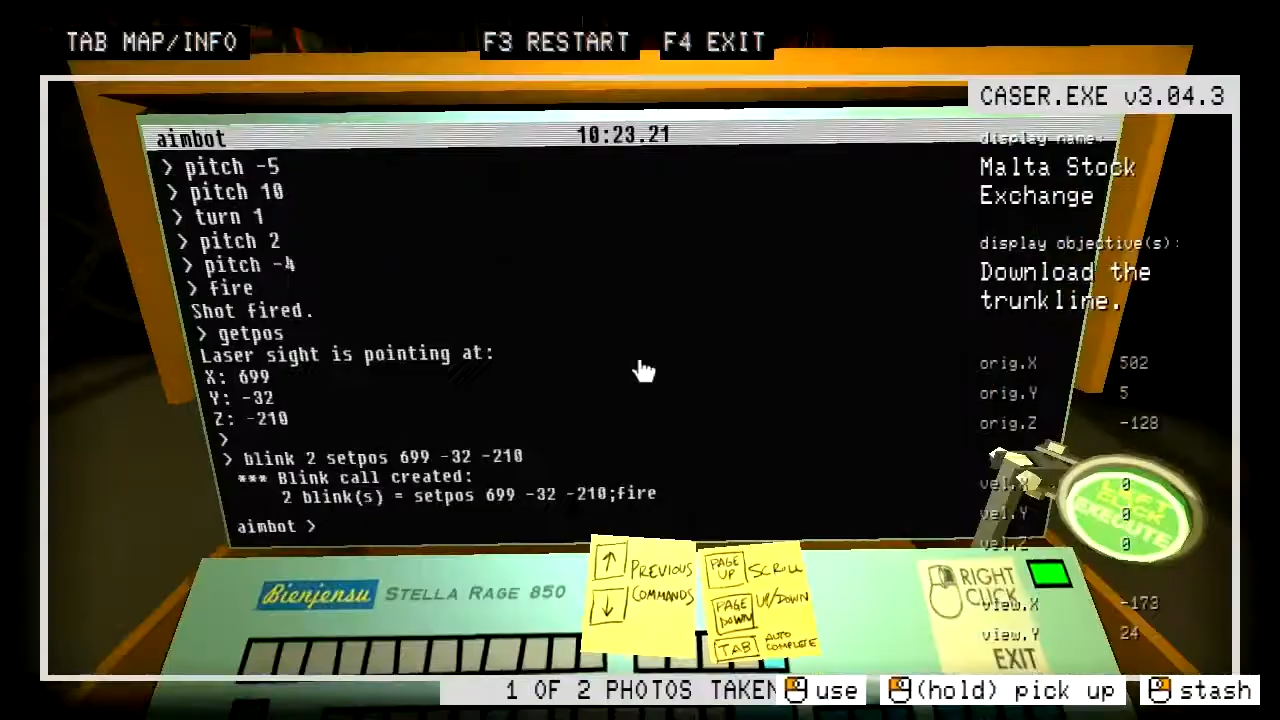 TAB MAP/INFO
F3 RESTART
F4 EXIT
CASER.EXE v3.04.3
aimbot
10:23.21
display name:
Malta Stock
Exchange
display objective(s):
Download the
trunkline.
orig.X 502
orig.Y 5
orig.Z -128
vel.X 0
vel.Y 0
vel.Z 0
view.X -173
view.Y 24
> pitch -5
> pitch 10
> turn 1
> pitch 2
> pitch -4
> fire
Shot fired.
> getpos
Laser sight is pointing at:
X: 699
Y: -32
Z: -210
>
> blink 2 setpos 699 -32 -210
*** Blink call created:
2 blink(s) = setpos 699 -32 -210;fire
aimbot >
LEFT
CLICK
EXECUTE
Bienjensu STELLA RAGE 850
↑ PREVIOUS
↓ COMMANDS
PAGE UP SCROLL
PAGE DOWN UP/DOWN
TAB AUTO COMPLETE
RIGHT
CLICK
EXIT
1 OF 2 PHOTOS TAKEN
use
(hold) pick up
stash